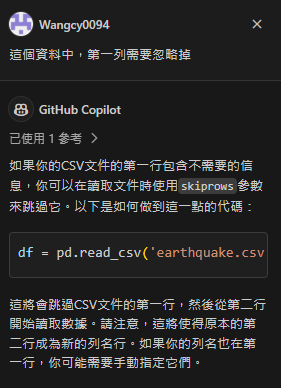 Wangcy0094
這個資料中，第一列需要忽略掉
GitHub Copilot
已使用 1 參考
如果你的CSV文件的第一行包含不需要的信
息，你可以在讀取文件時使用skiprows參數
來跳過它。以下是如何做到這一點的代碼：
df = pd.read_csv('earthquake.csv
這將會跳過CSV文件的第一行，然後從第二行
開始讀取數據。請注意，這將使得原本的第
二行成為新的列名行。如果你的列名也在第
一行，你可能需要手動指定它們。